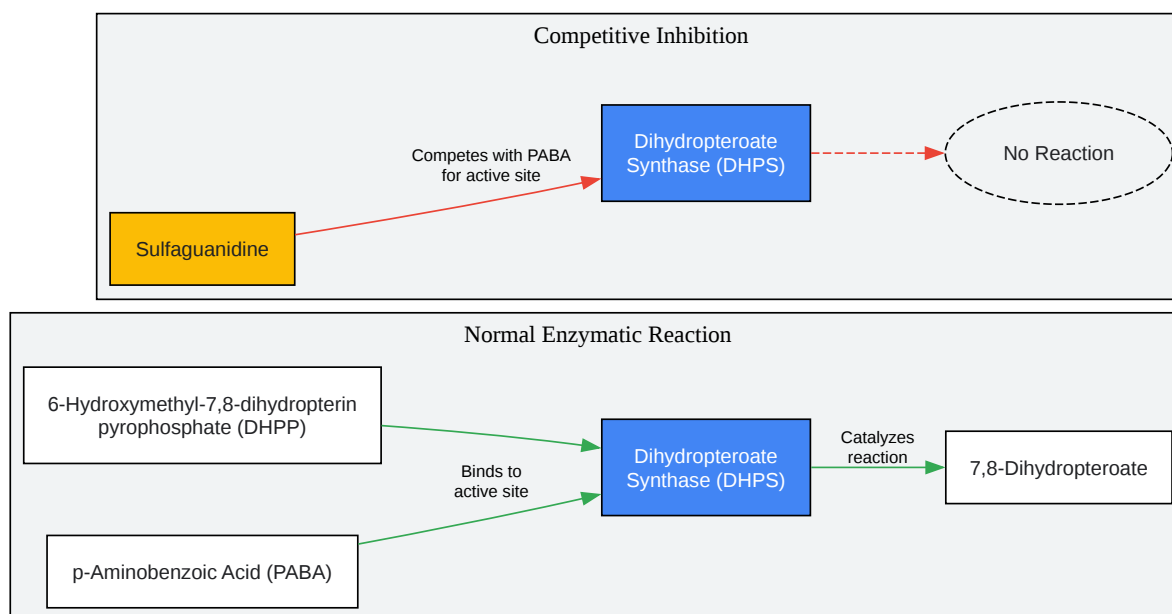 Competitive Inhibition
Competes with PABA
for active site
Dihydropteroate
Synthase (DHPS)
No Reaction
Sulfaguanidine
Normal Enzymatic Reaction
6-Hydroxymethyl-7,8-dihydropterin
pyrophosphate (DHPP)
Binds to
active site
Dihydropteroate
Synthase (DHPS)
Catalyzes
reaction
7,8-Dihydropteroate
p-Aminobenzoic Acid (PABA)